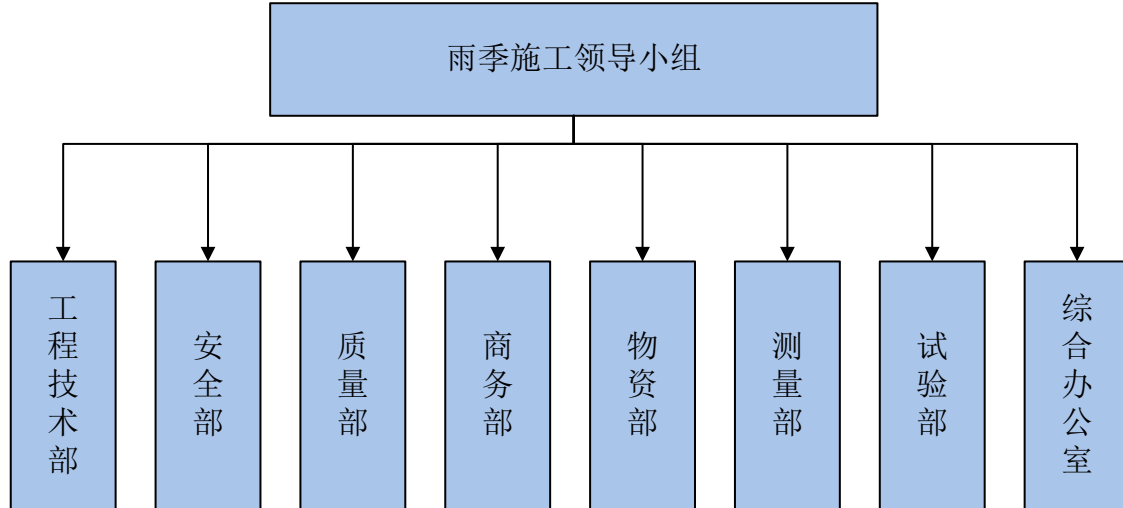 雨季施工领导小组
工程技术部
安全部
质量部
商务部
物资部
测量部
试验部
综合办公室